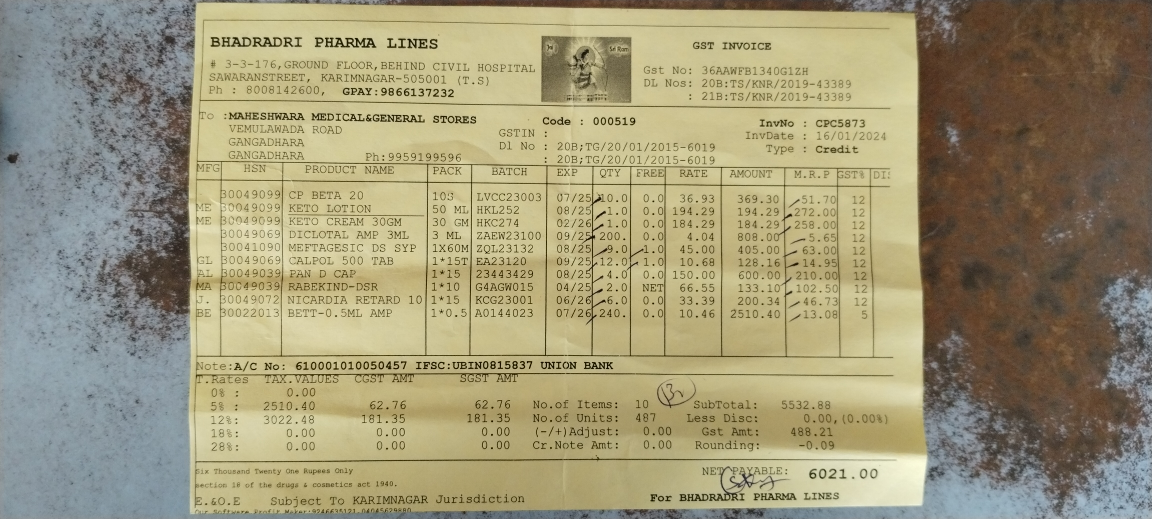 BHADRADRI PHARMA LINES
# 3-3-176,GROUND FLOOR,BEHIND CIVIL HOSPITAL
SAWARANSTREET, KARIMNAGAR-505001 (T.S)
Ph : 8008142600, GPAY:9866137232
Sri Ram
GST INVOICE
Gst No: 36AAWFB1340G1ZH
DL Nos: 20B:TS/KNR/2019-43389
: 21B:TS/KNR/2019-43389
To :MAHESHWARA MEDICAL&GENERAL STORES
VEMULAWADA ROAD
GANGADHARA
GANGADHARA Ph:9959199596
Code : 000519
GSTIN :
Dl No : 20B;TG/20/01/2015-6019
: 20B;TG/20/01/2015-6019
InvNo : CPC5873
InvDate : 16/01/2024
Type : Credit
MFG HSN PRODUCT NAME PACK BATCH EXP QTY FREE RATE AMOUNT M.R.P GST% DI
30049099 CP BETA 20 10S LVCC23003 07/25 10.0 0.0 36.93 369.30 51.70 12
ME 30049099 KETO LOTION 50 ML HKL252 08/25 1.0 0.0 194.29 194.29 272.00 12
ME 30049099 KETO CREAM 30GM 30 GM HKC274 02/26 1.0 0.0 184.29 184.29 258.00 12
30049069 DICLOTAL AMP 3ML 3 ML ZAEW23100 09/25 200. 0.0 4.04 808.00 5.65 12
30041090 MEFTAGESIC DS SYP 1X60M ZQL23132 08/25 9.0 1.0 45.00 405.00 63.00 12
GL 30049069 CALPOL 500 TAB 1*15T EA23120 09/25 12.0 1.0 10.68 128.16 14.95 12
AL 30049039 PAN D CAP 1*15 23443429 08/25 4.0 0.0 150.00 600.00 210.00 12
MA 30049039 RABEKIND-DSR 1*10 G4AGW015 04/25 2.0 NET 66.55 133.10 102.50 12
J. 30049072 NICARDIA RETARD 10 1*15 KCG23001 06/26 6.0 0.0 33.39 200.34 46.73 12
BE 30022013 BETT-0.5ML AMP 1*0.5 A0144023 07/26 240. 0.0 10.46 2510.40 13.08 5
Note:A/C No: 610001010050457 IFSC:UBIN0815837 UNION BANK
T.Rates TAX.VALUES CGST AMT SGST AMT
0% : 0.00
5% : 2510.40 62.76 62.76 No.of Items: 10 SubTotal: 5532.88
12%: 3022.48 181.35 181.35 No.of Units: 487 Less Disc: 0.00,(0.00%)
18%: 0.00 0.00 0.00 (-/+)Adjust: 0.00 Gst Amt: 488.21
28%: 0.00 0.00 0.00 Cr.Note Amt: 0.00 Rounding: -0.09
Six Thousand Twenty One Rupees Only
NET PAYABLE: 6021.00
section 18 of the drugs & cosmetics act 1940.
E.&O.E Subject To KARIMNAGAR Jurisdiction
For BHADRADRI PHARMA LINES